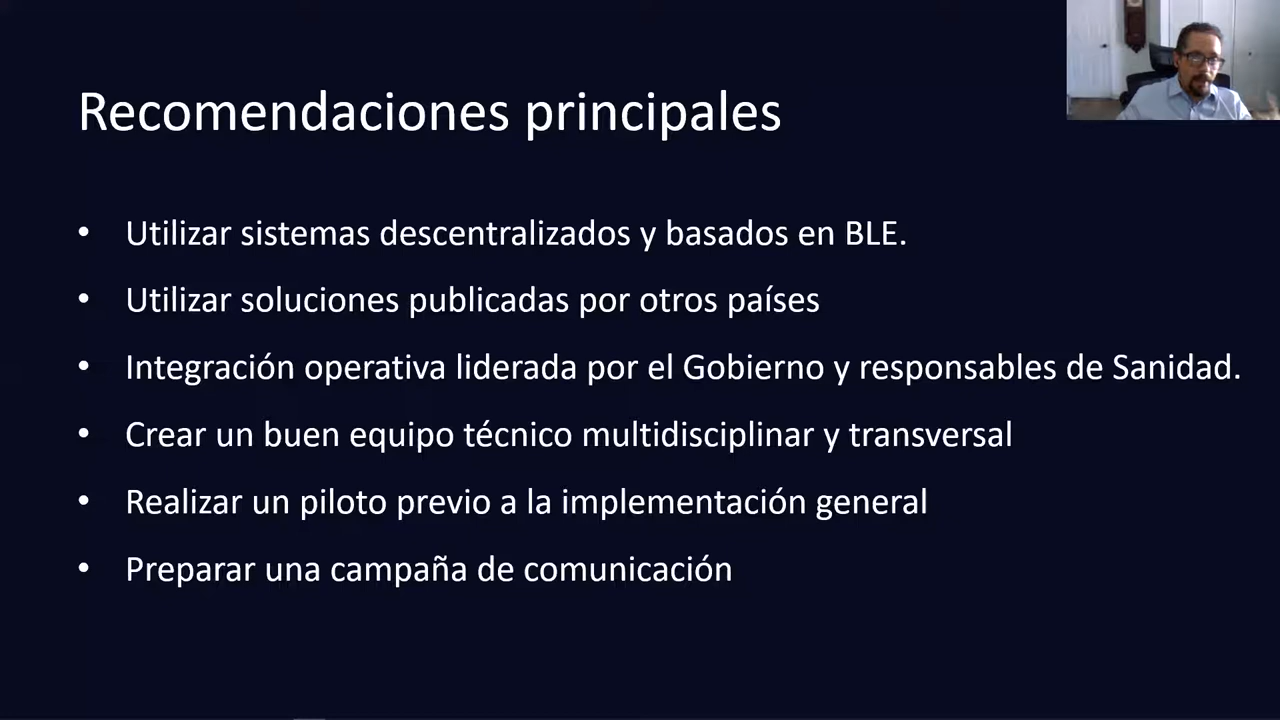 Recomendaciones principales
• Utilizar sistemas descentralizados y basados en BLE.
• Utilizar soluciones publicadas por otros países
• Integración operativa liderada por el Gobierno y responsables de Sanidad.
• Crear un buen equipo técnico multidisciplinar y transversal
• Realizar un piloto previo a la implementación general
• Preparar una campaña de comunicación